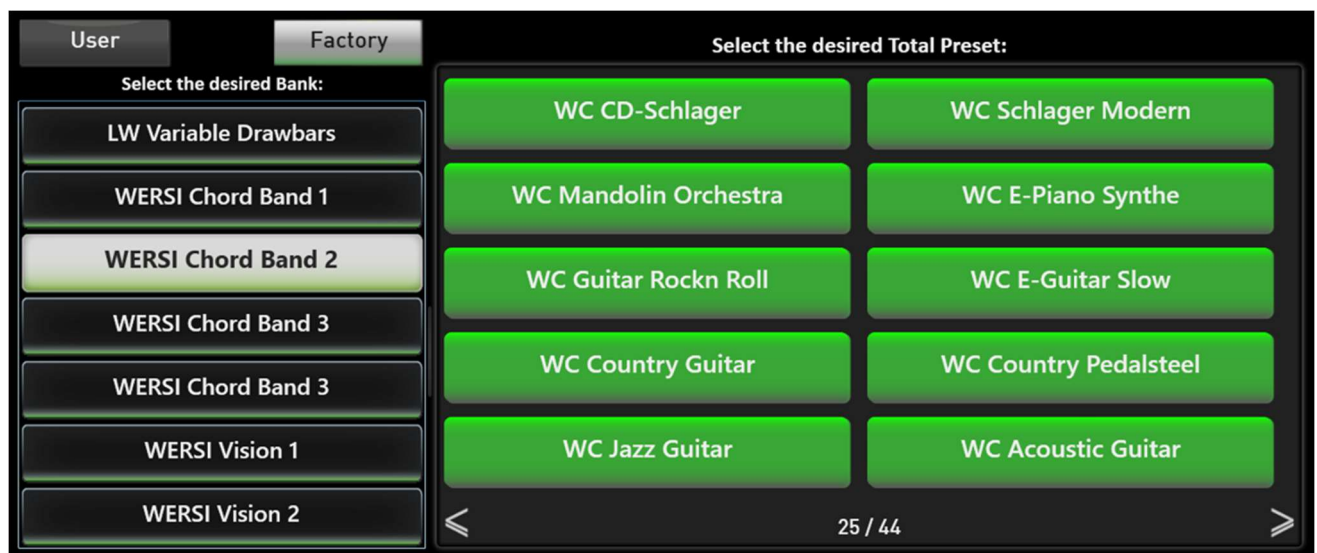 User
Factory
Select the desired Bank:
LW Variable Drawbars
WERSI Chord Band 1
WERSI Chord Band 2
WERSI Chord Band 3
WERSI Chord Band 3
WERSI Vision 1
WERSI Vision 2
Select the desired Total Preset:
WC CD-Schlager
WC Schlager Modern
WC Mandolin Orchestra
WC E-Piano Synthe
WC Guitar Rockn Roll
WC E-Guitar Slow
WC Country Guitar
WC Country Pedalsteel
WC Jazz Guitar
WC Acoustic Guitar
25 / 44